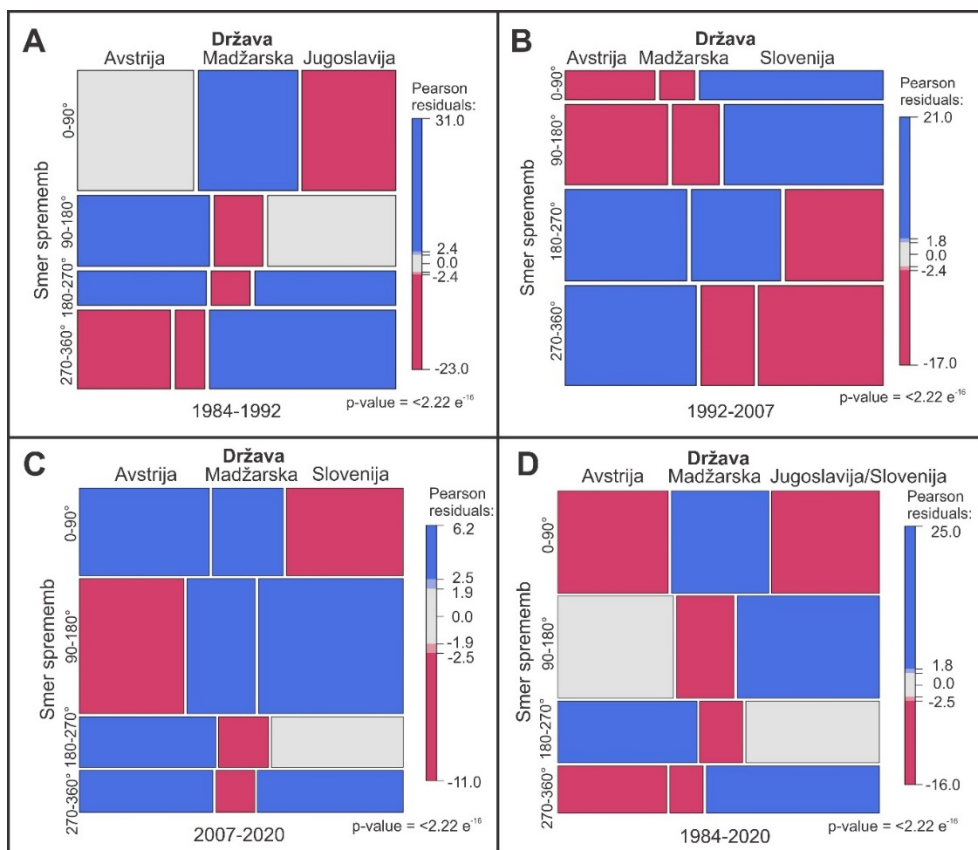 A
Država
Avstrija Madžarska Jugoslavija
Smer sprememb
0-90°
90-180°
180-270°
270-360°
Pearson
residuals:
31.0
2.4
0.0
-2.4
-23.0
1984-1992
p-value = <2.22 e⁻¹⁶
B
Država
Avstrija Madžarska Slovenija
Smer sprememb
0-90°
90-180°
180-270°
270-360°
Pearson
residuals:
21.0
1.8
0.0
-2.4
-17.0
1992-2007
p-value = <2.22 e⁻¹⁶
C
Država
Avstrija Madžarska Slovenija
Smer sprememb
0-90°
90-180°
180-270°
270-360°
Pearson
residuals:
6.2
2.5
1.9
0.0
-1.9
-2.5
-11.0
2007-2020
p-value = <2.22 e⁻¹⁶
D
Država
Avstrija Madžarska Jugoslavija/Slovenija
Smer sprememb
0-90°
90-180°
180-270°
270-360°
Pearson
residuals:
25.0
1.8
0.0
-2.5
-16.0
1984-2020
p-value = <2.22 e⁻¹⁶